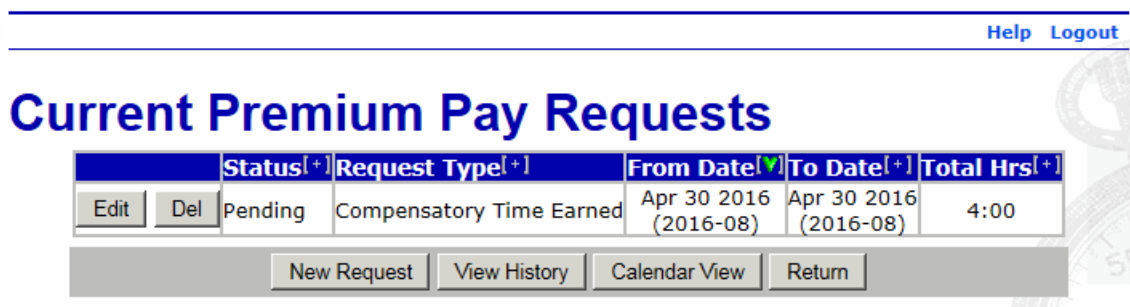 Help Logout
Current Premium Pay Requests
Status[+] Request Type[+] From Date[V] To Date[+] Total Hrs[+]
Edit Del Pending Compensatory Time Earned Apr 30 2016 Apr 30 2016 4:00
(2016-08) (2016-08)
New Request View History Calendar View Return